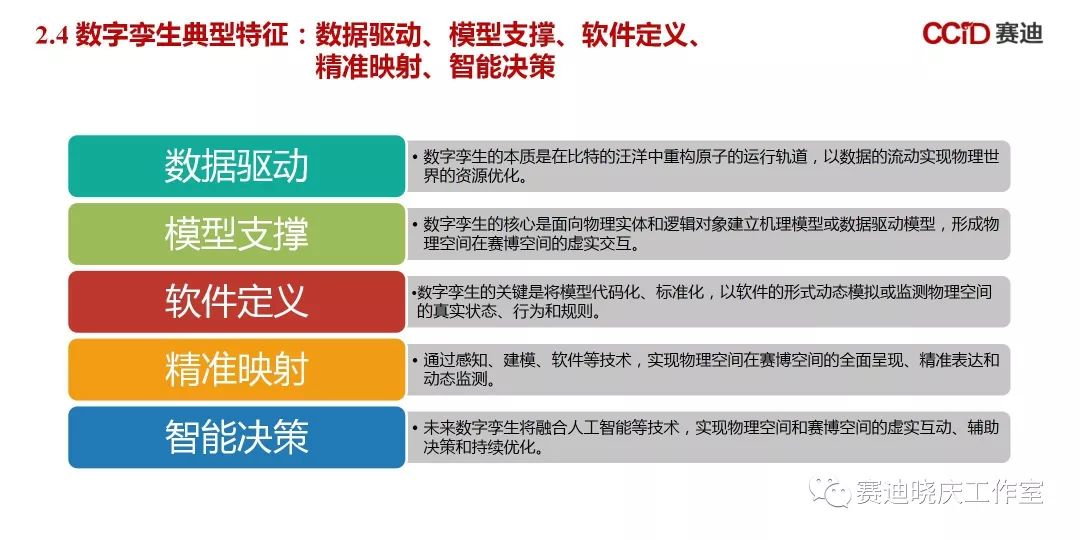 2.4 数字孪生典型特征：数据驱动、模型支撑、软件定义、
精准映射、智能决策
CCID 赛迪
数据驱动
• 数字孪生的本质是在比特的汪洋中重构原子的运行轨道，以数据的流动实现物理世
界的资源优化。
模型支撑
• 数字孪生的核心是面向物理实体和逻辑对象建立机理模型或数据驱动模型，形成物
理空间在赛博空间的虚实交互。
软件定义
•数字孪生的关键是将模型代码化、标准化，以软件的形式动态模拟或监测物理空间
的真实状态、行为和规则。
精准映射
• 通过感知、建模、软件等技术，实现物理空间在赛博空间的全面呈现、精准表达和
动态监测。
智能决策
• 未来数字孪生将融合人工智能等技术，实现物理空间和赛博空间的虚实互动、辅助
决策和持续优化。
赛迪晓庆工作室